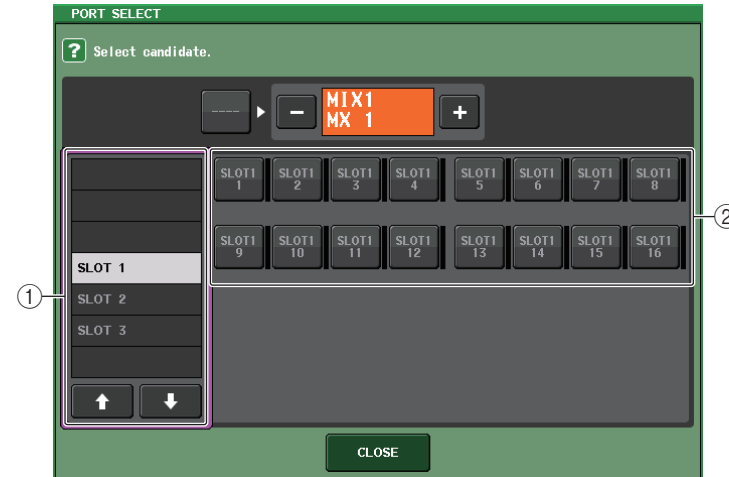 PORT SELECT
? Select candidate.
---- − MIX1 +
MX 1
SLOT1 SLOT1 SLOT1 SLOT1 SLOT1 SLOT1 SLOT1 SLOT1
1 2 3 4 5 6 7 8
2
SLOT1 SLOT1 SLOT1 SLOT1 SLOT1 SLOT1 SLOT1 SLOT1
9 10 11 12 13 14 15 16
SLOT 1
1
SLOT 2
SLOT 3
CLOSE